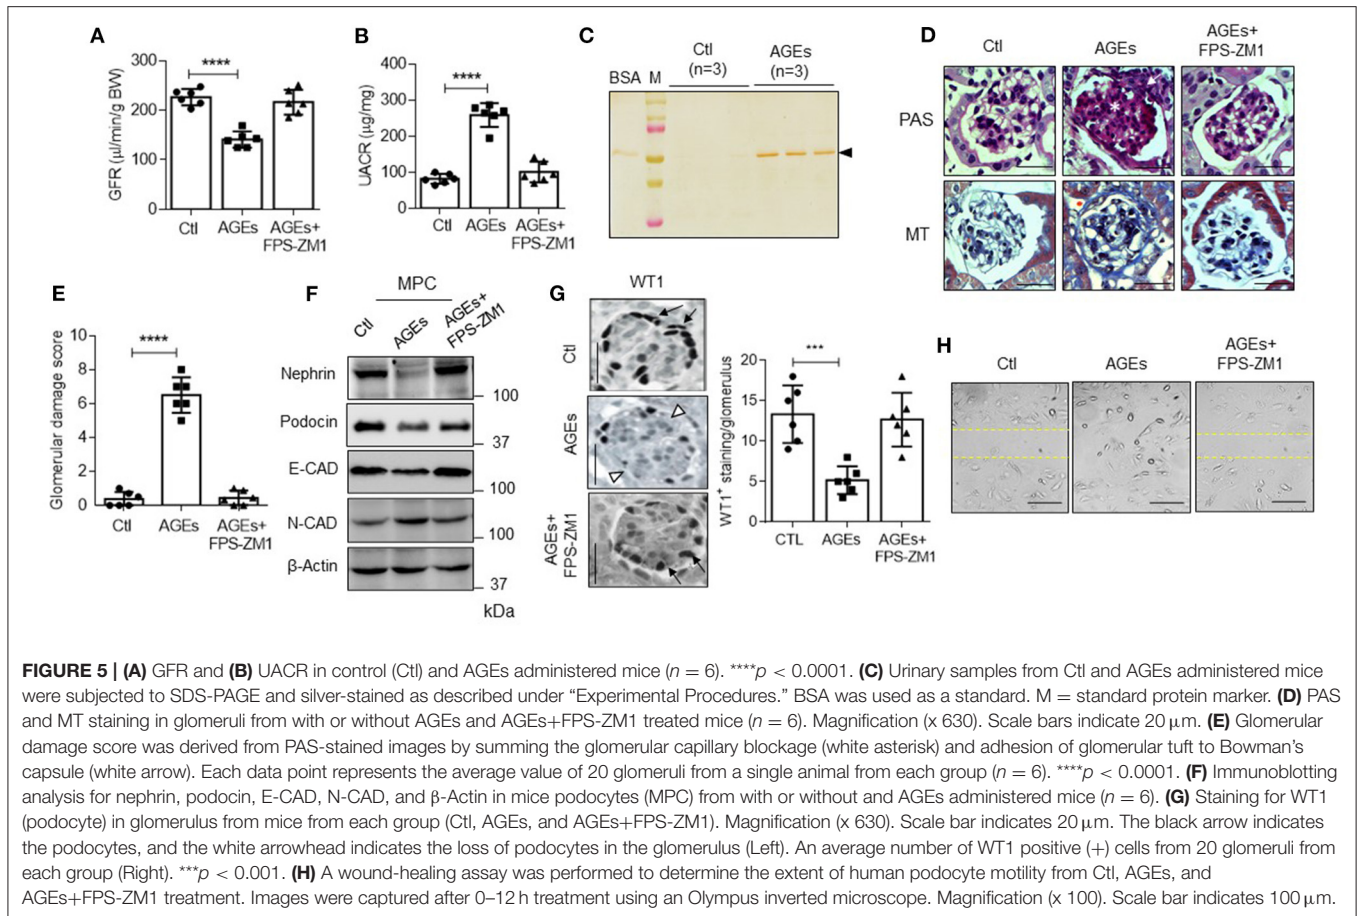 A
GFR (μl/min/g BW)
300
200
100
0
****
Ctl
AGEs
AGEs+
FPS-ZM1
B
UACR (μg/mg)
400
300
200
100
0
****
Ctl
AGEs
AGEs+
FPS-ZM1
C
Ctl
(n=3)
AGEs
(n=3)
BSA
M
D
Ctl
AGEs
AGEs+
FPS-ZM1
PAS
MT
*
E
Glomerular damage score
10
8
6
4
2
0
****
Ctl
AGEs
AGEs+
FPS-ZM1
F
MPC
Ctl
AGEs
AGEs+
FPS-ZM1
Nephrin
100
Podocin
37
E-CAD
100
N-CAD
100
β-Actin
37
kDa
G
WT1
Ctl
AGEs
AGEs+
FPS-ZM1
WT1+ staining/glomerulus
20
15
10
5
0
***
CTL
AGEs
AGEs+
FPS-ZM1
H
Ctl
AGEs
AGEs+
FPS-ZM1
FIGURE 5 | (A) GFR and (B) UACR in control (Ctl) and AGEs administered mice (n = 6). ****p < 0.0001. (C) Urinary samples from Ctl and AGEs administered mice
were subjected to SDS-PAGE and silver-stained as described under “Experimental Procedures.” BSA was used as a standard. M = standard protein marker. (D) PAS
and MT staining in glomeruli from with or without AGEs and AGEs+FPS-ZM1 treated mice (n = 6). Magnification (x 630). Scale bars indicate 20 μm. (E) Glomerular
damage score was derived from PAS-stained images by summing the glomerular capillary blockage (white asterisk) and adhesion of glomerular tuft to Bowman’s
capsule (white arrow). Each data point represents the average value of 20 glomeruli from a single animal from each group (n = 6). ****p < 0.0001. (F) Immunoblotting
analysis for nephrin, podocin, E-CAD, N-CAD, and β-Actin in mice podocytes (MPC) from with or without and AGEs administered mice (n = 6). (G) Staining for WT1
(podocyte) in glomerulus from mice from each group (Ctl, AGEs, and AGEs+FPS-ZM1). Magnification (x 630). Scale bar indicates 20 μm. The black arrow indicates
the podocytes, and the white arrowhead indicates the loss of podocytes in the glomerulus (Left). An average number of WT1 positive (+) cells from 20 glomeruli from
each group (Right). ***p < 0.001. (H) A wound-healing assay was performed to determine the extent of human podocyte motility from Ctl, AGEs, and
AGEs+FPS-ZM1 treatment. Images were captured after 0–12 h treatment using an Olympus inverted microscope. Magnification (x 100). Scale bar indicates 100 μm.